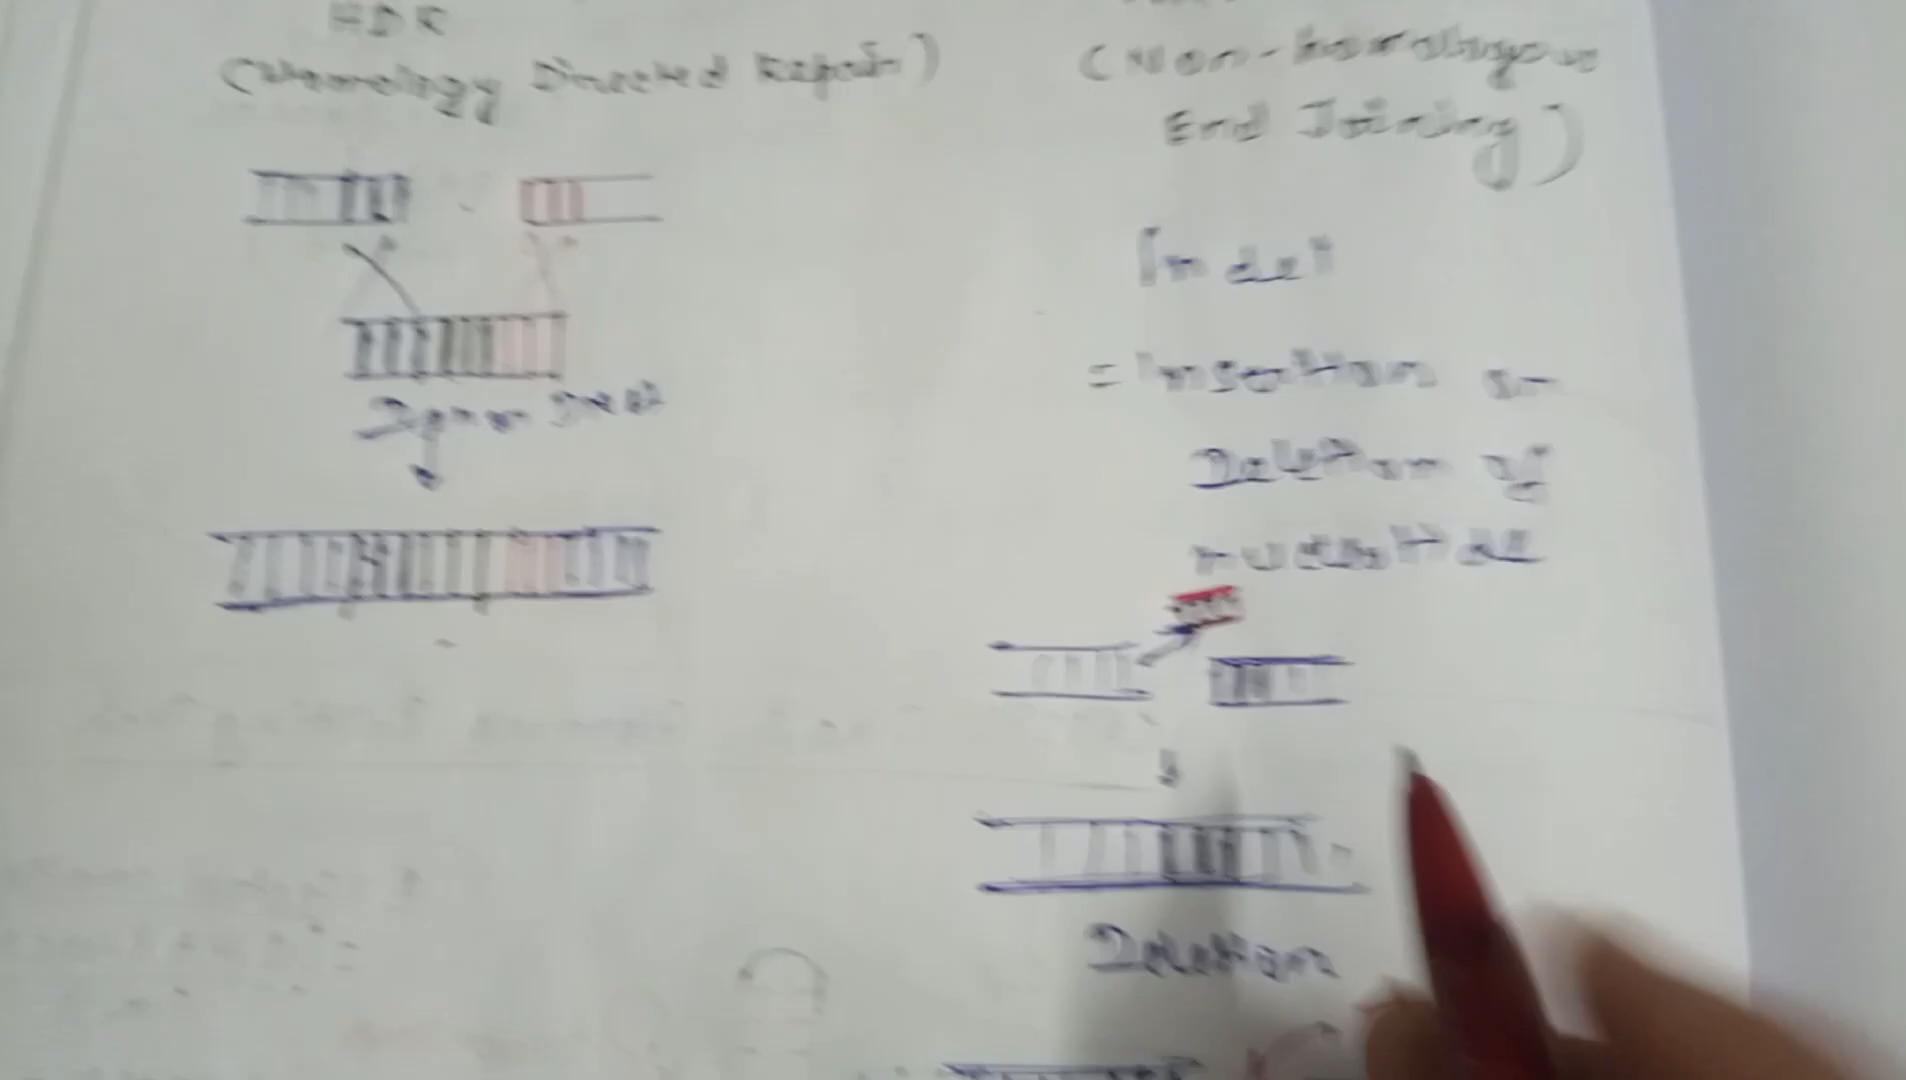 HDR
(Homology Directed Repair)
(Non-homologous
End Joining)
Indel
= Insertion or
Deletion of
nucleotide
Donor DNA
Deletion